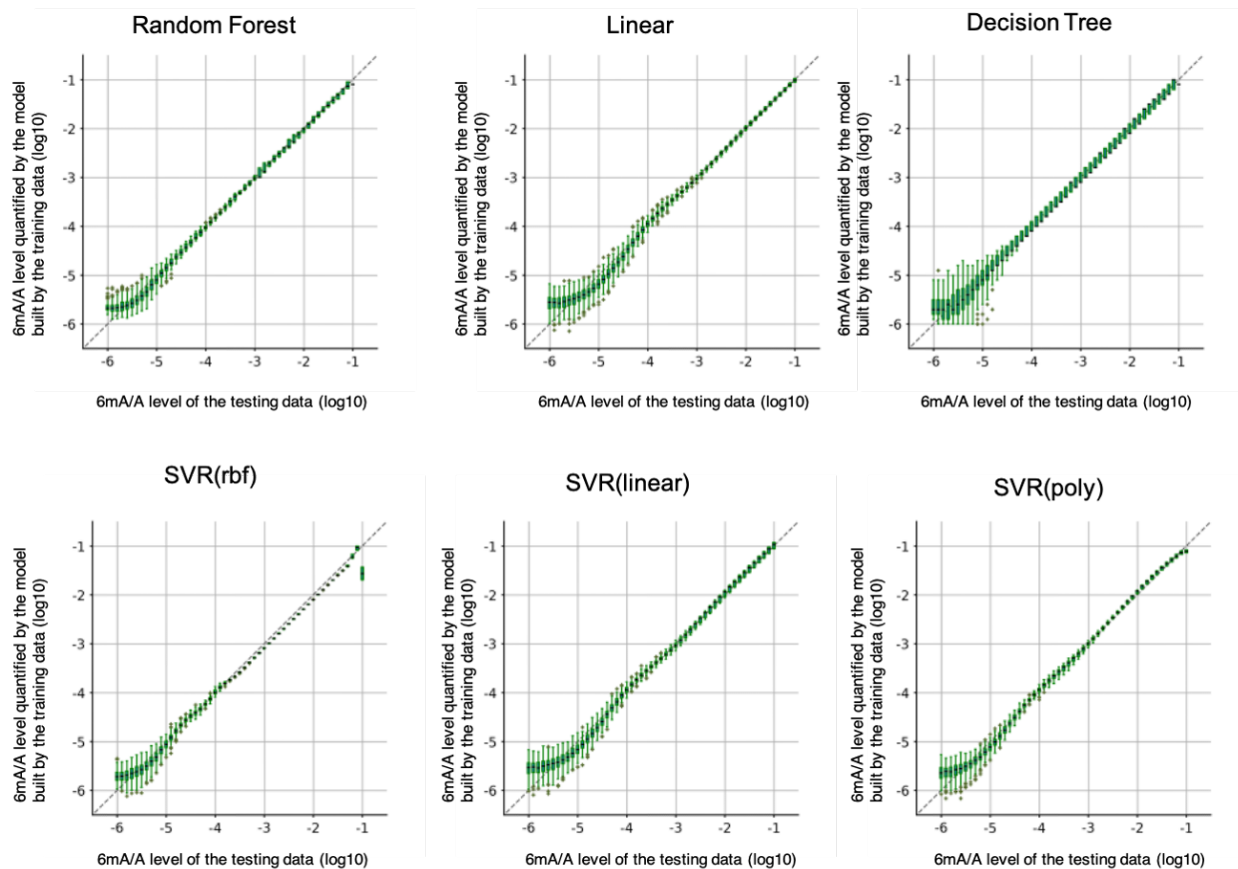 Random Forest
Linear
Decision Tree
6mA/A level quantified by the model
built by the training data (log10)
-1
-2
-3
-4
-5
-6
-6 -5 -4 -3 -2 -1
6mA/A level of the testing data (log10)
6mA/A level quantified by the model
built by the training data (log10)
-1
-2
-3
-4
-5
-6
-6 -5 -4 -3 -2 -1
6mA/A level of the testing data (log10)
6mA/A level quantified by the model
built by the training data (log10)
-1
-2
-3
-4
-5
-6
-6 -5 -4 -3 -2 -1
6mA/A level of the testing data (log10)
SVR(rbf)
SVR(linear)
SVR(poly)
6mA/A level quantified by the model
built by the training data (log10)
-1
-2
-3
-4
-5
-6
-6 -5 -4 -3 -2 -1
6mA/A level of the testing data (log10)
6mA/A level quantified by the model
built by the training data (log10)
-1
-2
-3
-4
-5
-6
-6 -5 -4 -3 -2 -1
6mA/A level of the testing data (log10)
6mA/A level quantified by the model
built by the training data (log10)
-1
-2
-3
-4
-5
-6
-6 -5 -4 -3 -2 -1
6mA/A level of the testing data (log10)